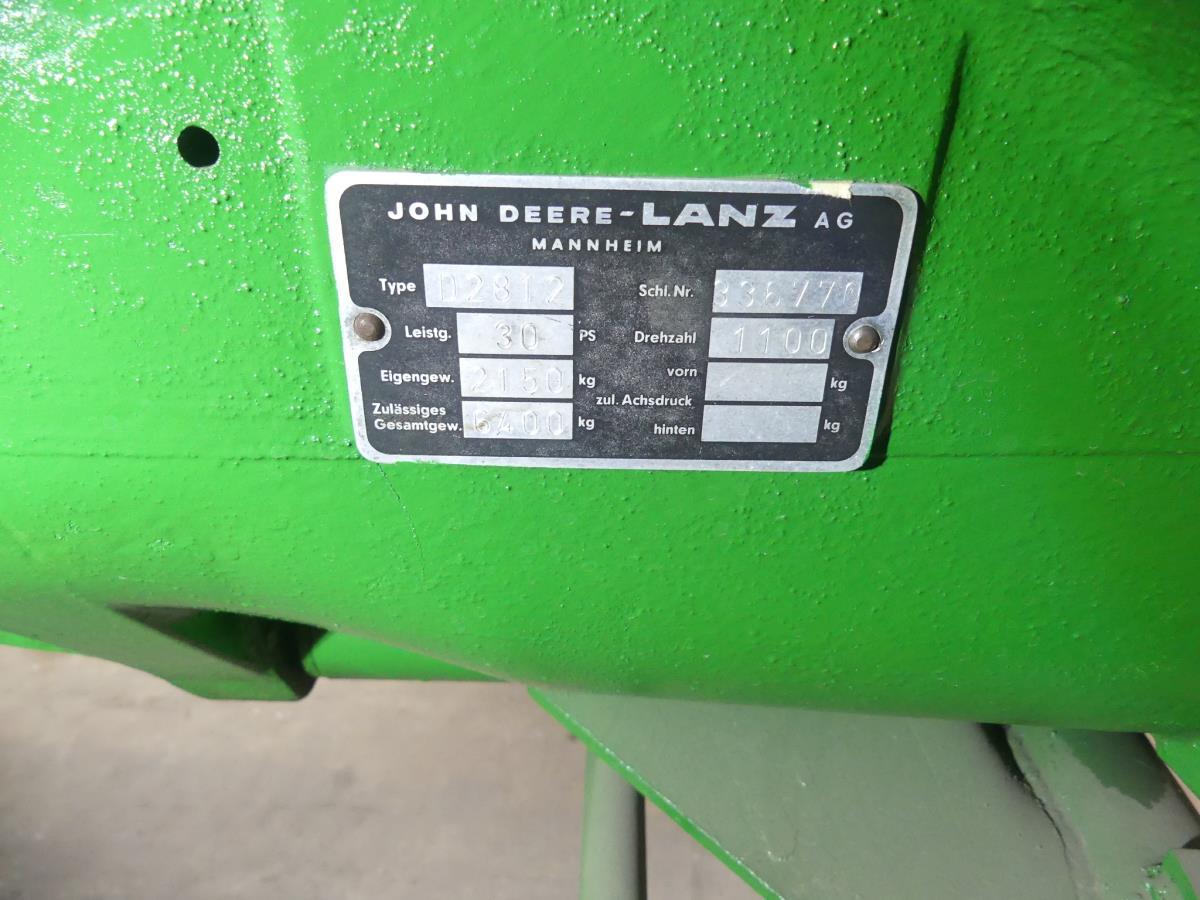 JOHN DEERE-LANZ AG
MANNHEIM
Type D2812 Schl. Nr. 336770
Leistg. 30 PS Drehzahl 1100
Eigengew. 2150 kg vorn kg
zul. Achsdruck
Zulässiges
Gesamtgew. 6400 kg hinten kg